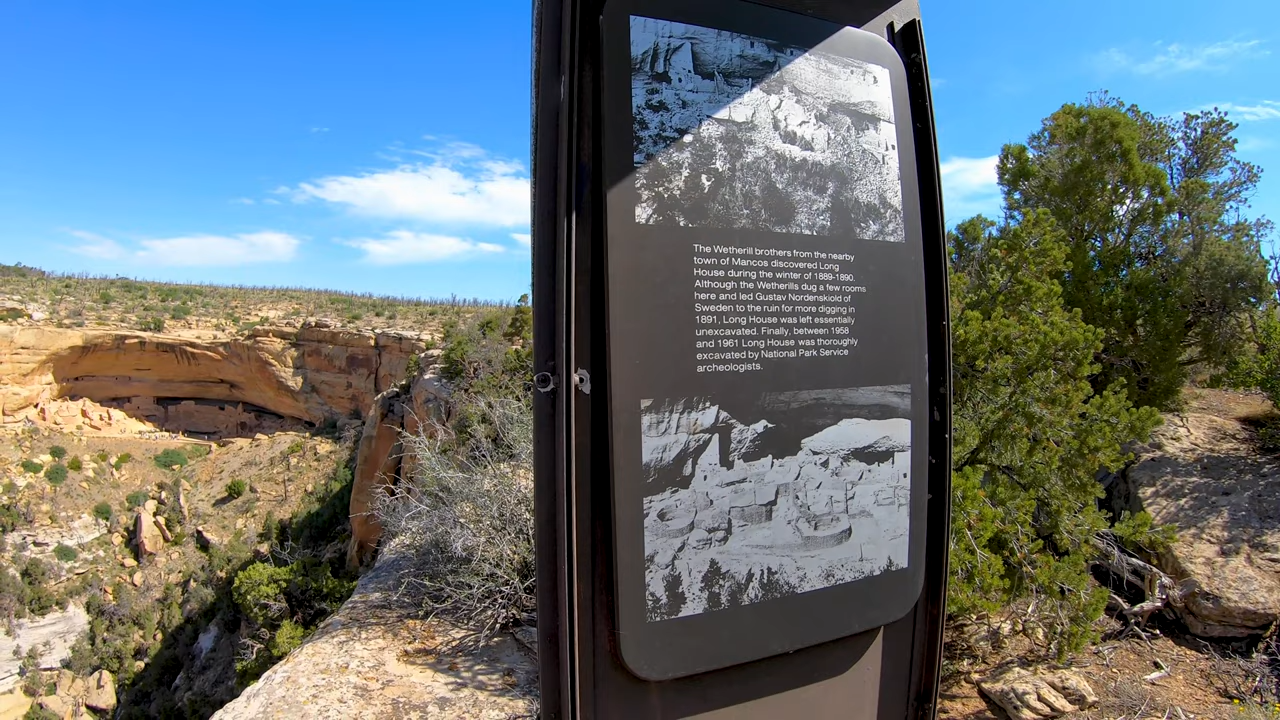 The Wetherill brothers from the nearby
town of Mancos discovered Long
House during the winter of 1889-1890.
Although the Wetherills dug a few rooms
here and led Gustav Nordenskiold of
Sweden to the ruin for more digging in
1891, Long House was left essentially
unexcavated. Finally, between 1958
and 1961 Long House was thoroughly
excavated by National Park Service
archeologists.